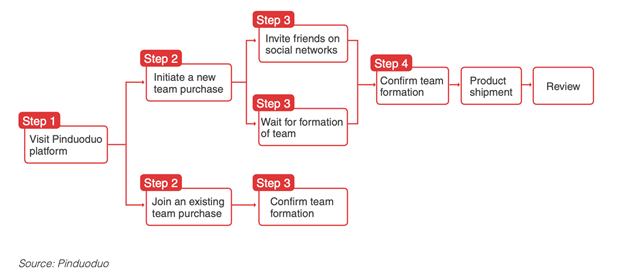 Step 1
Visit Pinduoduo
platform
Step 2
Initiate a new
team purchase
Step 3
Invite friends on
social networks
Step 3
Wait for formation
of team
Step 4
Confirm team
formation
Product
shipment
Review
Step 2
Join an existing
team purchase
Step 3
Confirm team
formation
Source: Pinduoduo